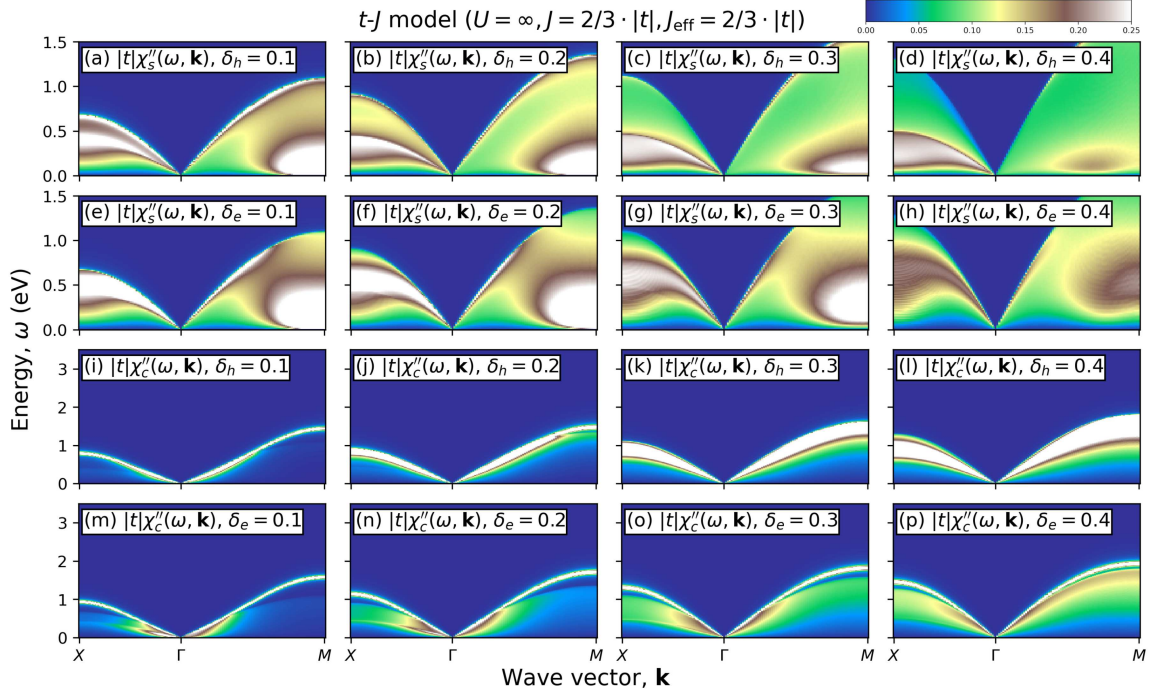 t-J model (U = ∞, J = 2/3 · |t|, J_eff = 2/3 · |t|)
0.00 0.05 0.10 0.15 0.20 0.25
(a) |t|χ″_s(ω, k), δ_h = 0.1
(b) |t|χ″_s(ω, k), δ_h = 0.2
(c) |t|χ″_s(ω, k), δ_h = 0.3
(d) |t|χ″_s(ω, k), δ_h = 0.4
1.5
1.0
0.5
0.0
(e) |t|χ″_s(ω, k), δ_e = 0.1
(f) |t|χ″_s(ω, k), δ_e = 0.2
(g) |t|χ″_s(ω, k), δ_e = 0.3
(h) |t|χ″_s(ω, k), δ_e = 0.4
1.5
1.0
0.5
0.0
(i) |t|χ″_c(ω, k), δ_h = 0.1
(j) |t|χ″_c(ω, k), δ_h = 0.2
(k) |t|χ″_c(ω, k), δ_h = 0.3
(l) |t|χ″_c(ω, k), δ_h = 0.4
3
2
1
0
(m) |t|χ″_c(ω, k), δ_e = 0.1
(n) |t|χ″_c(ω, k), δ_e = 0.2
(o) |t|χ″_c(ω, k), δ_e = 0.3
(p) |t|χ″_c(ω, k), δ_e = 0.4
3
2
1
0
Energy, ω (eV)
X Γ M X Γ M X Γ M X Γ M
Wave vector, k